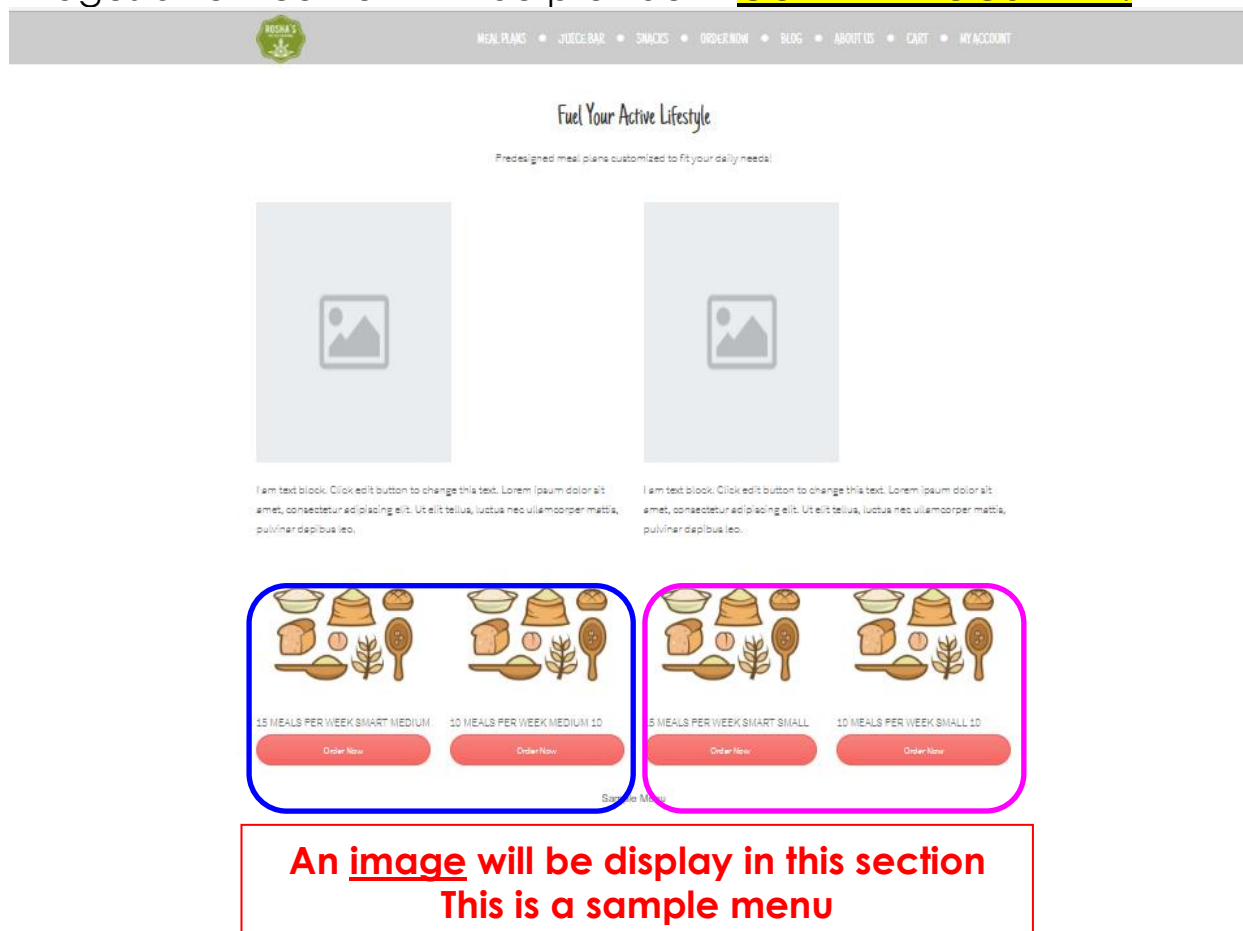 ROSHA'S
MEAL PLANS JUICE BAR SNACKS ORDER NOW BLOG ABOUT US CART MY ACCOUNT
Fuel Your Active Lifestyle
Predesigned meal plans customized to fit your daily needs!
I am text block. Click edit button to change this text. Lorem ipsum dolor sit
amet, consectetur adipiscing elit. Ut elit tellus, luctus nec ullamcorper mattis,
pulvinar dapibus leo.
I am text block. Click edit button to change this text. Lorem ipsum dolor sit
amet, consectetur adipiscing elit. Ut elit tellus, luctus nec ullamcorper mattis,
pulvinar dapibus leo.
15 MEALS PER WEEK SMART MEDIUM
Order Now
10 MEALS PER WEEK MEDIUM 10
Order Now
MEALS PER WEEK SMART SMALL
Order Now
10 MEALS PER WEEK SMALL 10
Order Now
Sample Menu
An image will be display in this section
This is a sample menu